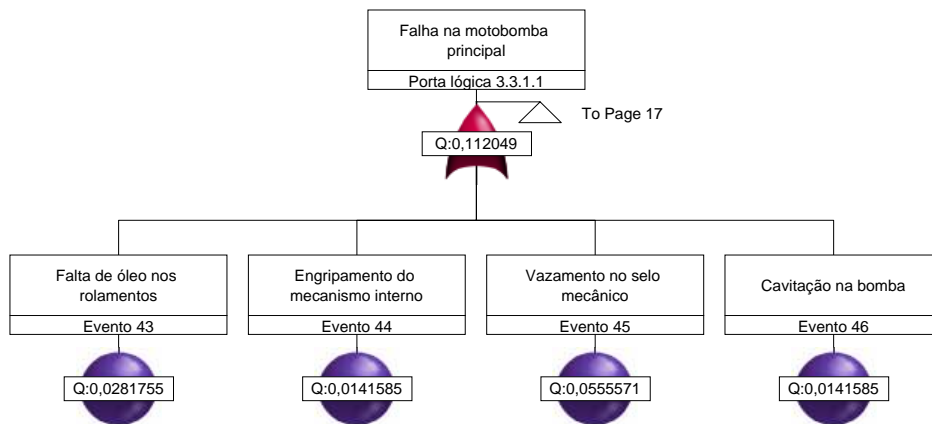 Falha na motobomba
principal
Porta lógica 3.3.1.1
To Page 17
Q:0,112049
Falta de óleo nos
rolamentos
Evento 43
Q:0,0281755
Engripamento do
mecanismo interno
Evento 44
Q:0,0141585
Vazamento no selo
mecânico
Evento 45
Q:0,0555571
Cavitação na bomba
Evento 46
Q:0,0141585